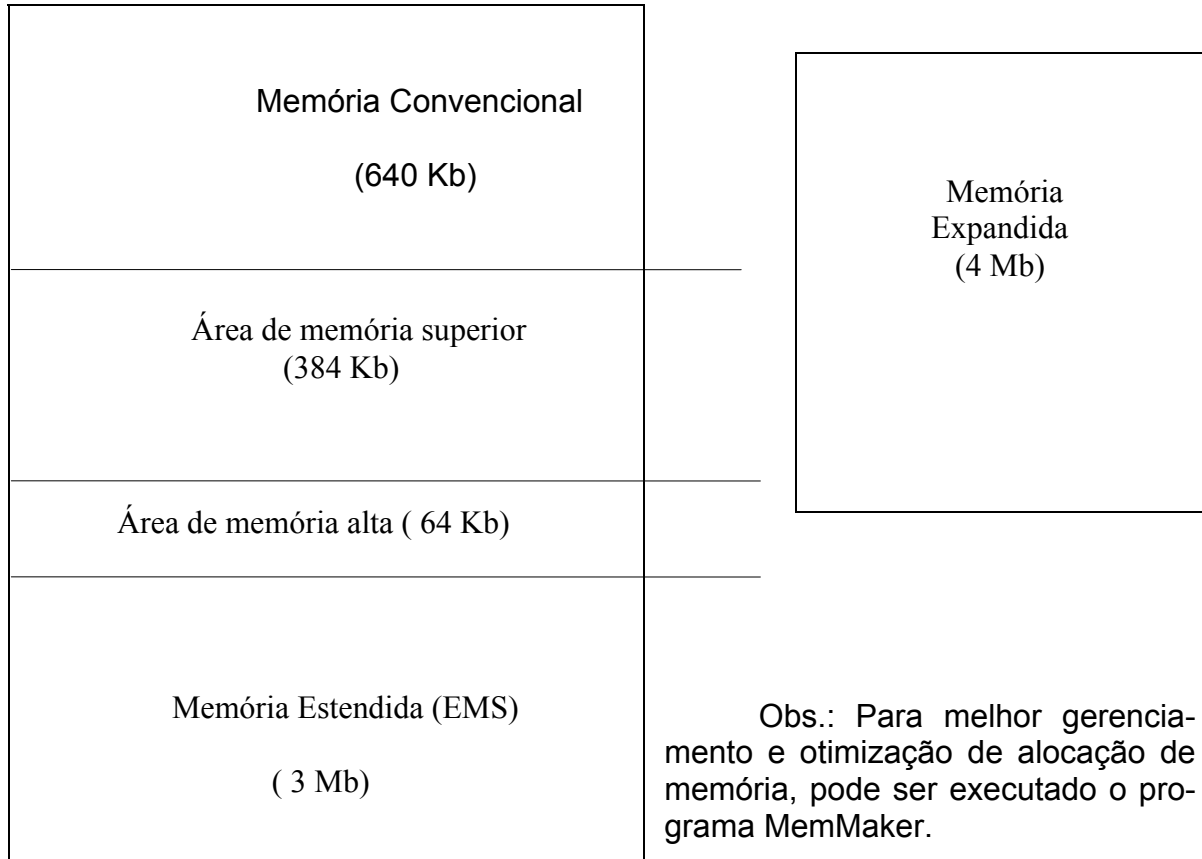 Memória Convencional
(640 Kb)
Área de memória superior
(384 Kb)
Área de memória alta ( 64 Kb)
Memória Estendida (EMS)
( 3 Mb)
Memória
Expandida
(4 Mb)
Obs.: Para melhor gerencia-
mento e otimização de alocação de
memória, pode ser executado o pro-
grama MemMaker.